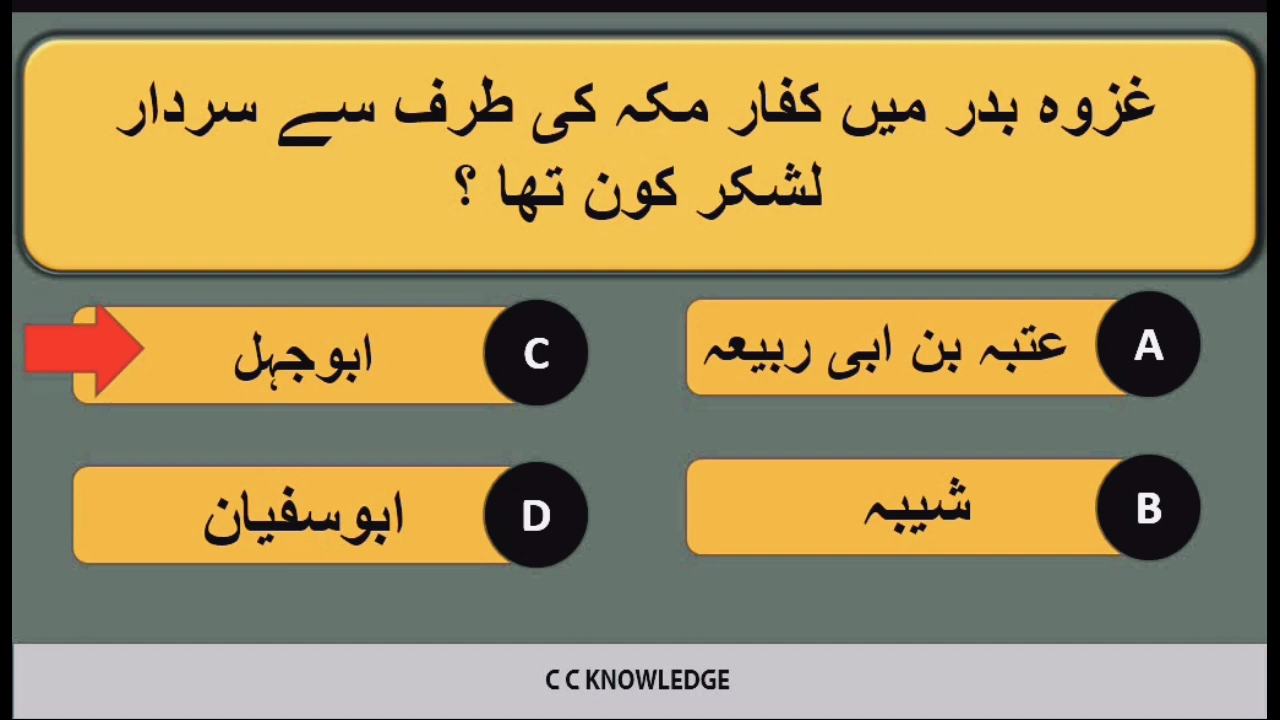 غزوہ بدر میں کفار مکہ کی طرف سے سردار
لشکر کون تھا ؟
A عتبہ بن ابی ربیعہ
C ابوجہل
B شیبہ
D ابوسفیان
C C KNOWLEDGE